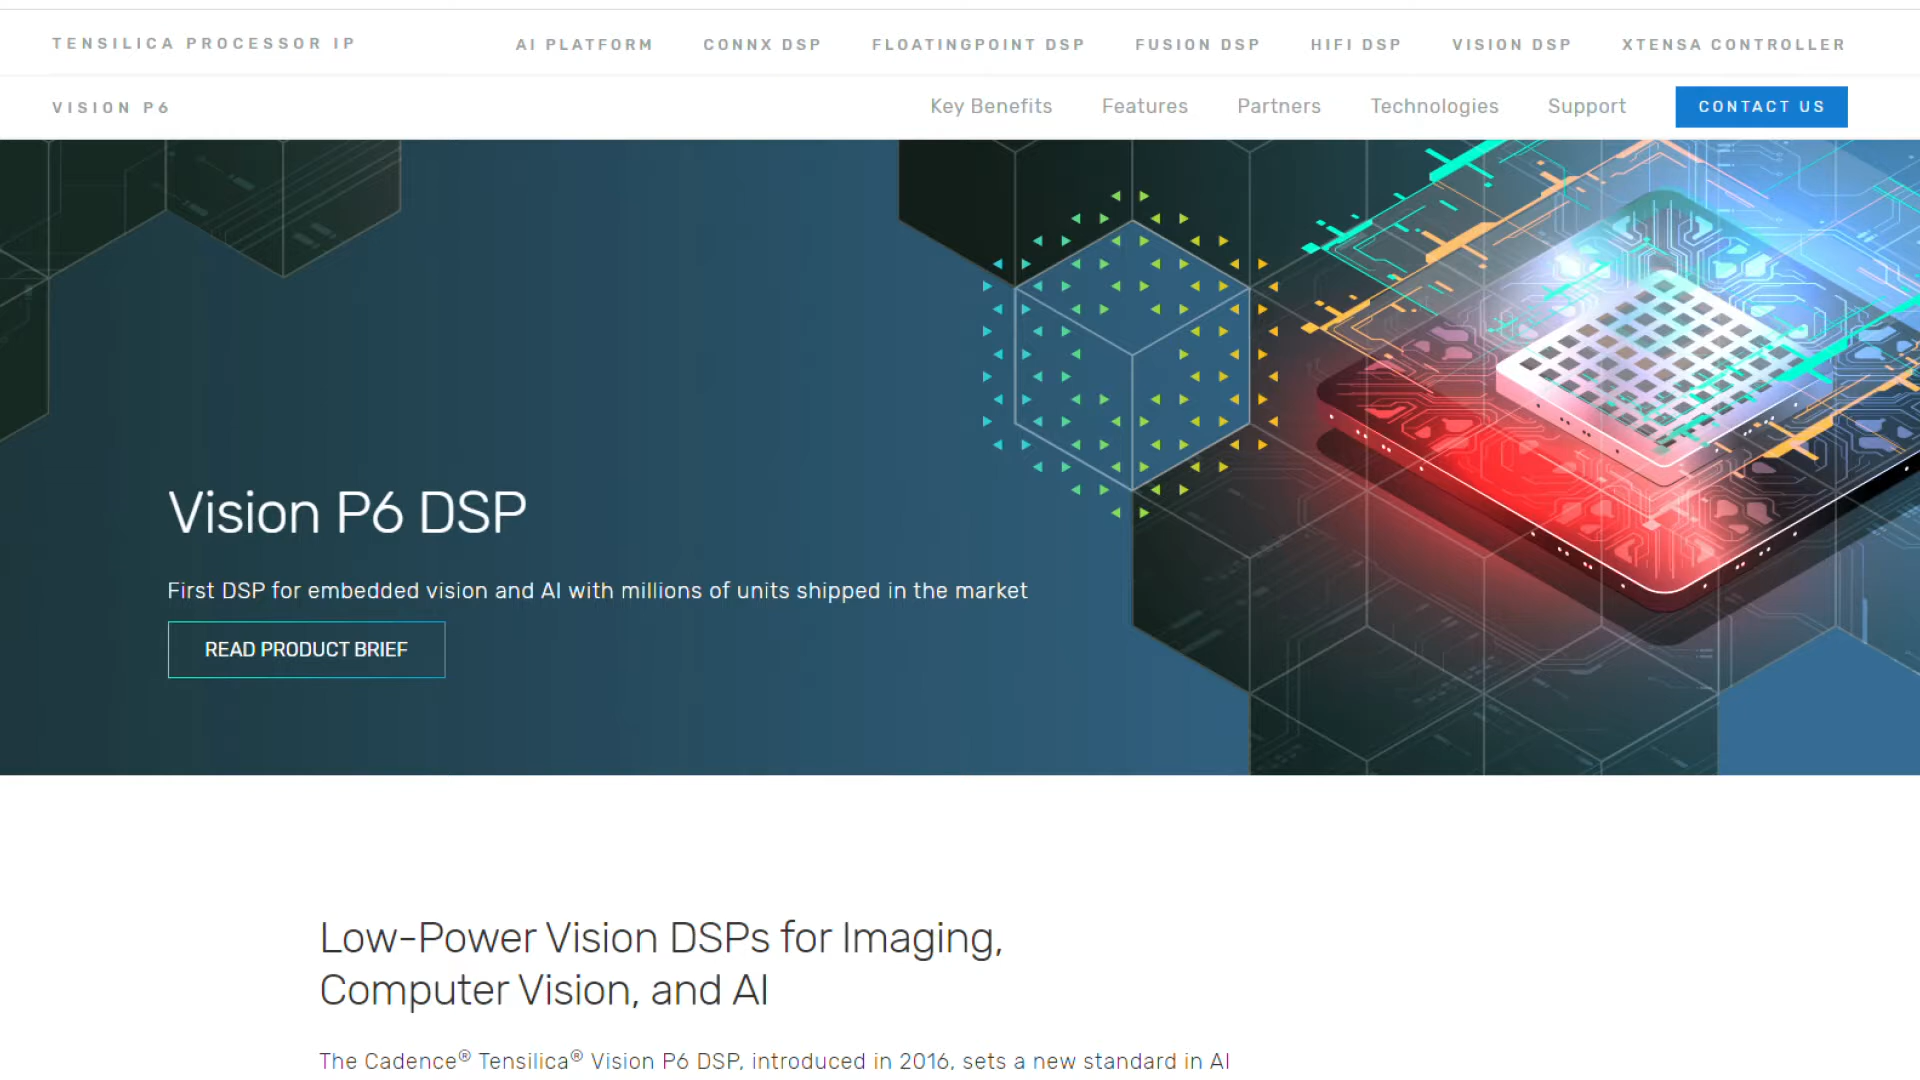 TENSILICA PROCESSOR IP
AI PLATFORM
CONNX DSP
FLOATINGPOINT DSP
FUSION DSP
HIFI DSP
VISION DSP
XTENSA CONTROLLER
VISION P6
Key Benefits
Features
Partners
Technologies
Support
CONTACT US
Vision P6 DSP
First DSP for embedded vision and AI with millions of units shipped in the market
READ PRODUCT BRIEF
Low-Power Vision DSPs for Imaging,
Computer Vision, and AI
The Cadence® Tensilica® Vision P6 DSP, introduced in 2016, sets a new standard in AI